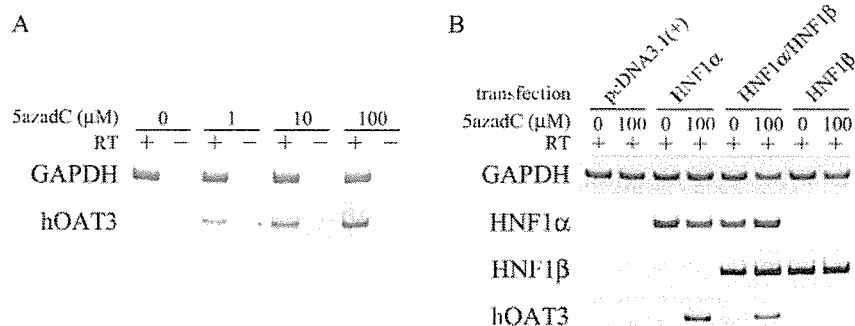 A
5azadC (μM) 0 1 10 100
RT + − + − + − + −
GAPDH
hOAT3
B
transfection pcDNA3.1(+) HNF1α HNF1α/HNF1β HNF1β
5azadC (μM) 0 100 0 100 0 100 0 100
RT + + + + + + + +
GAPDH
HNF1α
HNF1β
hOAT3